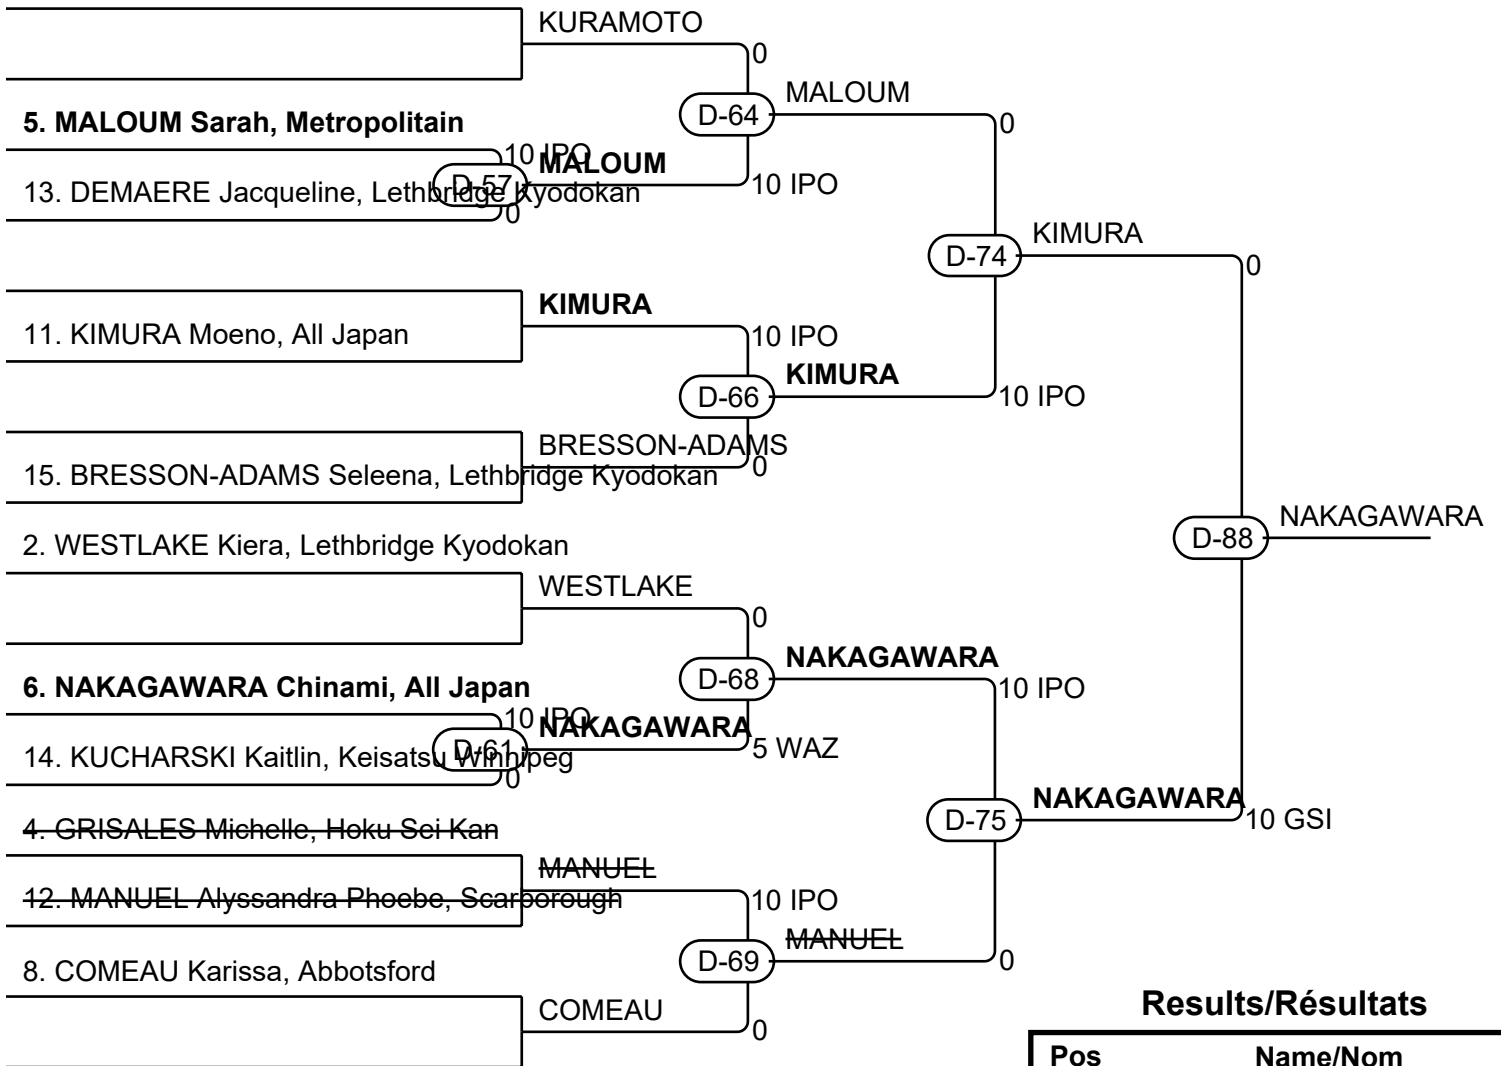 KURAMOTO
0
MALOUM
D-64
5. MALOUM Sarah, Metropolitain
0
10 IPO
MALOUM
D-57
10 IPO
13. DEMAERE Jacqueline, Lethbridge Kyodokan
0
KIMURA
D-74
0
KIMURA
11. KIMURA Moeno, All Japan
10 IPO
KIMURA
D-66
10 IPO
BRESSON-ADAMS
0
15. BRESSON-ADAMS Seleena, Lethbridge Kyodokan
NAKAGAWARA
D-88
2. WESTLAKE Kiera, Lethbridge Kyodokan
WESTLAKE
0
NAKAGAWARA
D-68
6. NAKAGAWARA Chinami, All Japan
10 IPO
10 IPO
NAKAGAWARA
D-61
5 WAZ
14. KUCHARSKI Kaitlin, Keisatsu Winnipeg
0
NAKAGAWARA
D-75
10 GSI
4. GRISALES Michelle, Hoku Sei Kan
MANUEL
12. MANUEL Alyssandra Phoebe, Scarborough
10 IPO
MANUEL
D-69
0
8. COMEAU Karissa, Abbotsford
COMEAU
0
Results/Résultats
Pos Name/Nom